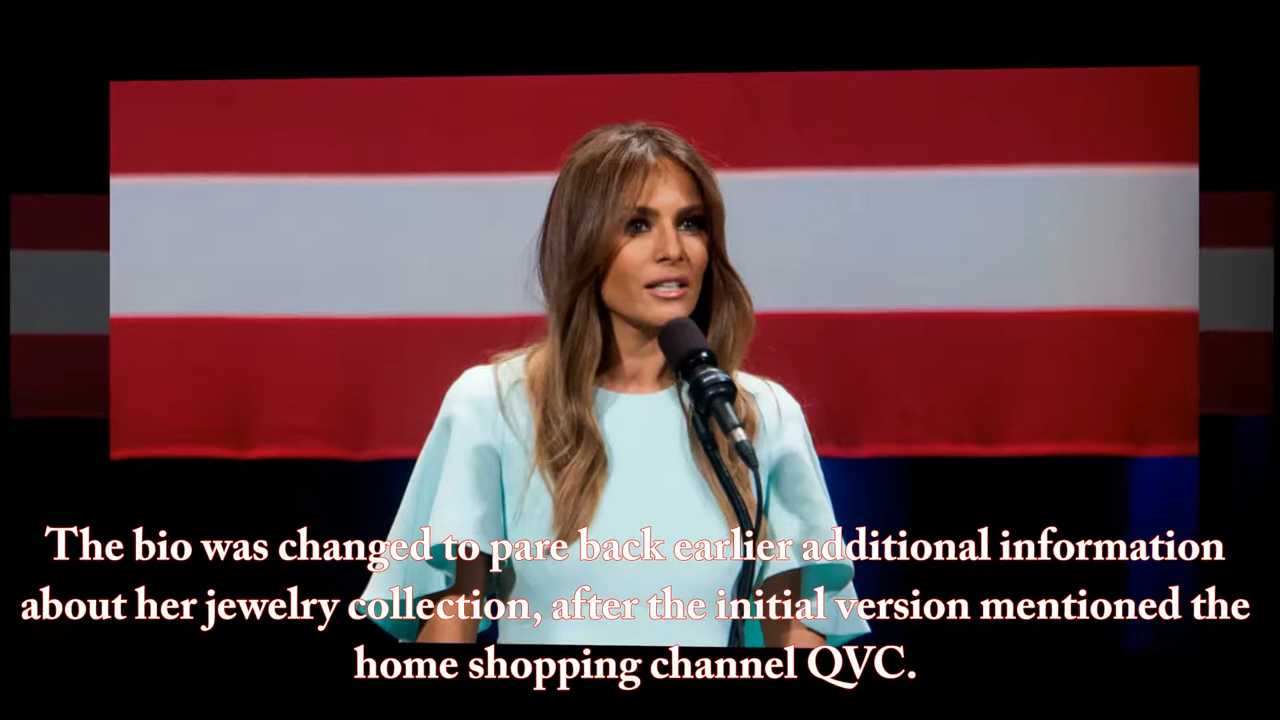 The bio was changed to pare back earlier additional information
about her jewelry collection, after the initial version mentioned the
home shopping channel QVC.